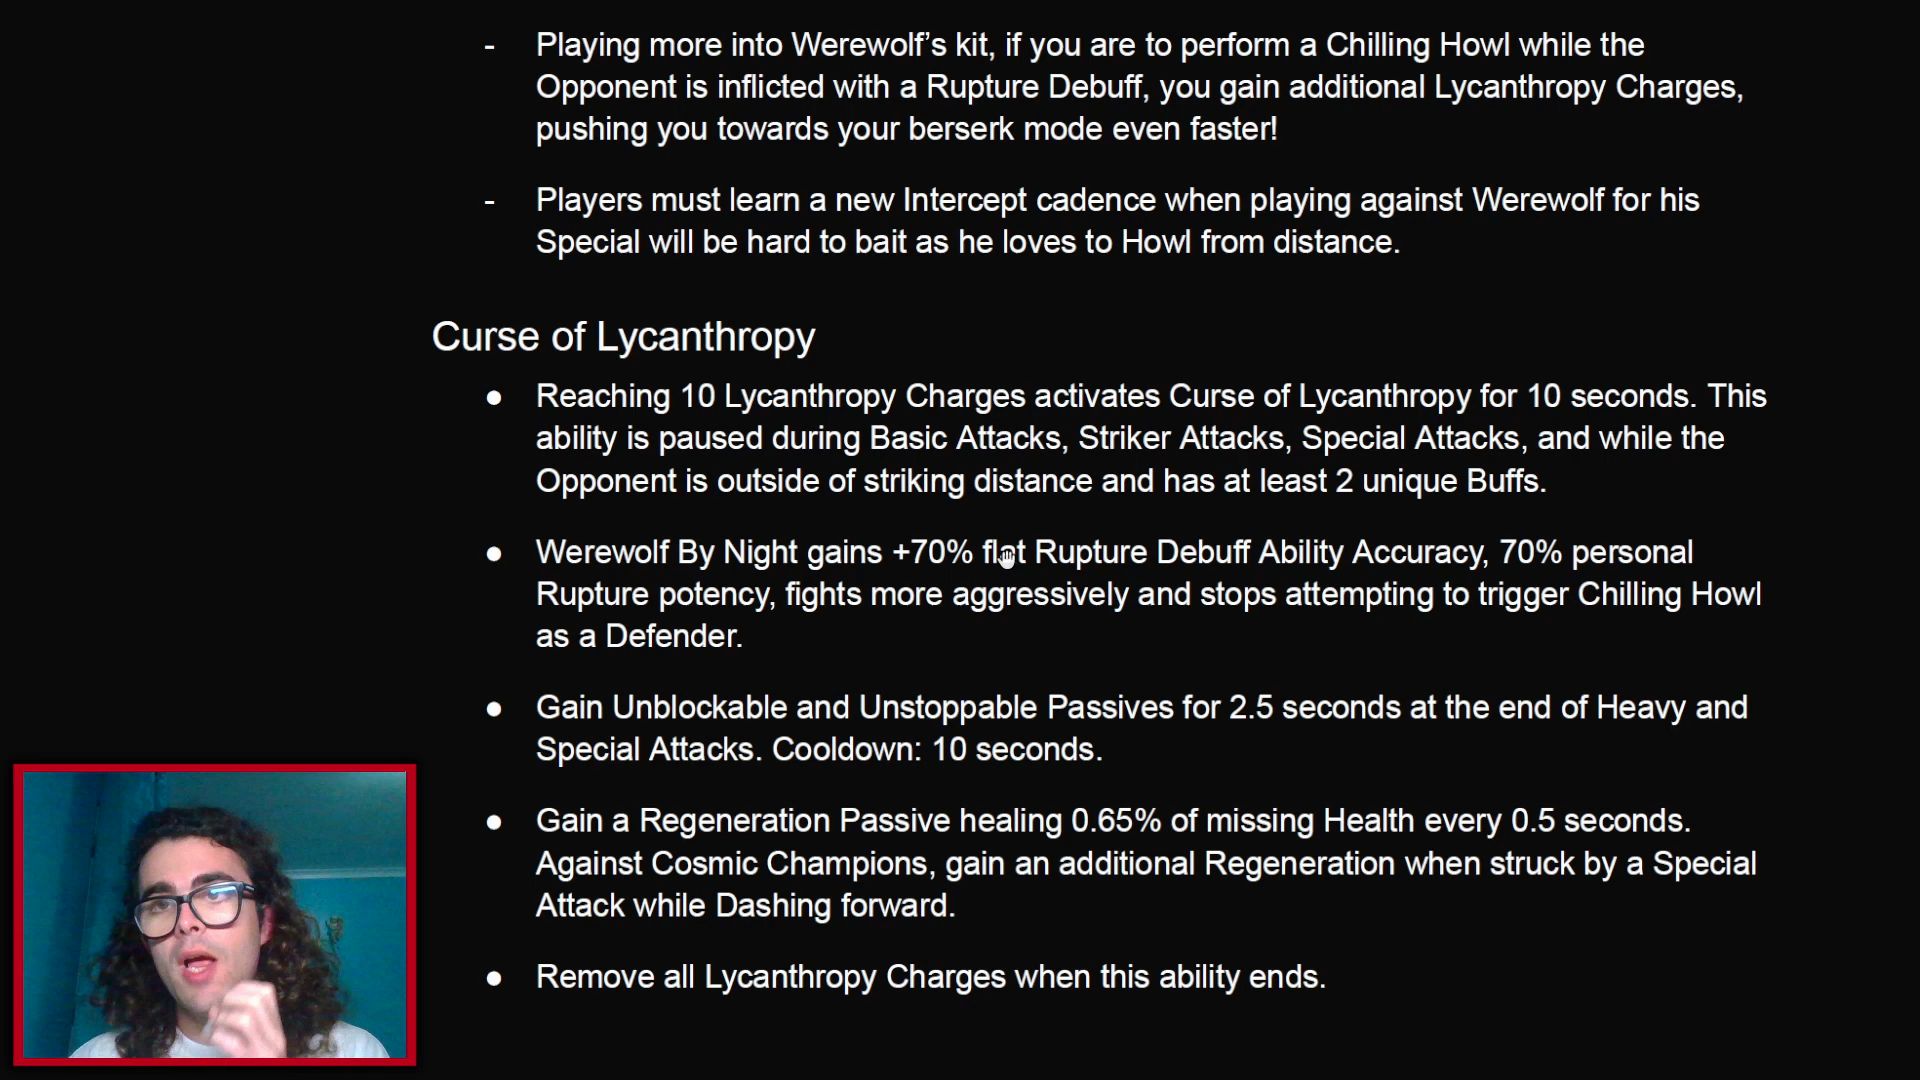 - Playing more into Werewolf’s kit, if you are to perform a Chilling Howl while the
Opponent is inflicted with a Rupture Debuff, you gain additional Lycanthropy Charges,
pushing you towards your berserk mode even faster!
- Players must learn a new Intercept cadence when playing against Werewolf for his
Special will be hard to bait as he loves to Howl from distance.
Curse of Lycanthropy
● Reaching 10 Lycanthropy Charges activates Curse of Lycanthropy for 10 seconds. This
ability is paused during Basic Attacks, Striker Attacks, Special Attacks, and while the
Opponent is outside of striking distance and has at least 2 unique Buffs.
● Werewolf By Night gains +70% flat Rupture Debuff Ability Accuracy, 70% personal
Rupture potency, fights more aggressively and stops attempting to trigger Chilling Howl
as a Defender.
● Gain Unblockable and Unstoppable Passives for 2.5 seconds at the end of Heavy and
Special Attacks. Cooldown: 10 seconds.
● Gain a Regeneration Passive healing 0.65% of missing Health every 0.5 seconds.
Against Cosmic Champions, gain an additional Regeneration when struck by a Special
Attack while Dashing forward.
● Remove all Lycanthropy Charges when this ability ends.